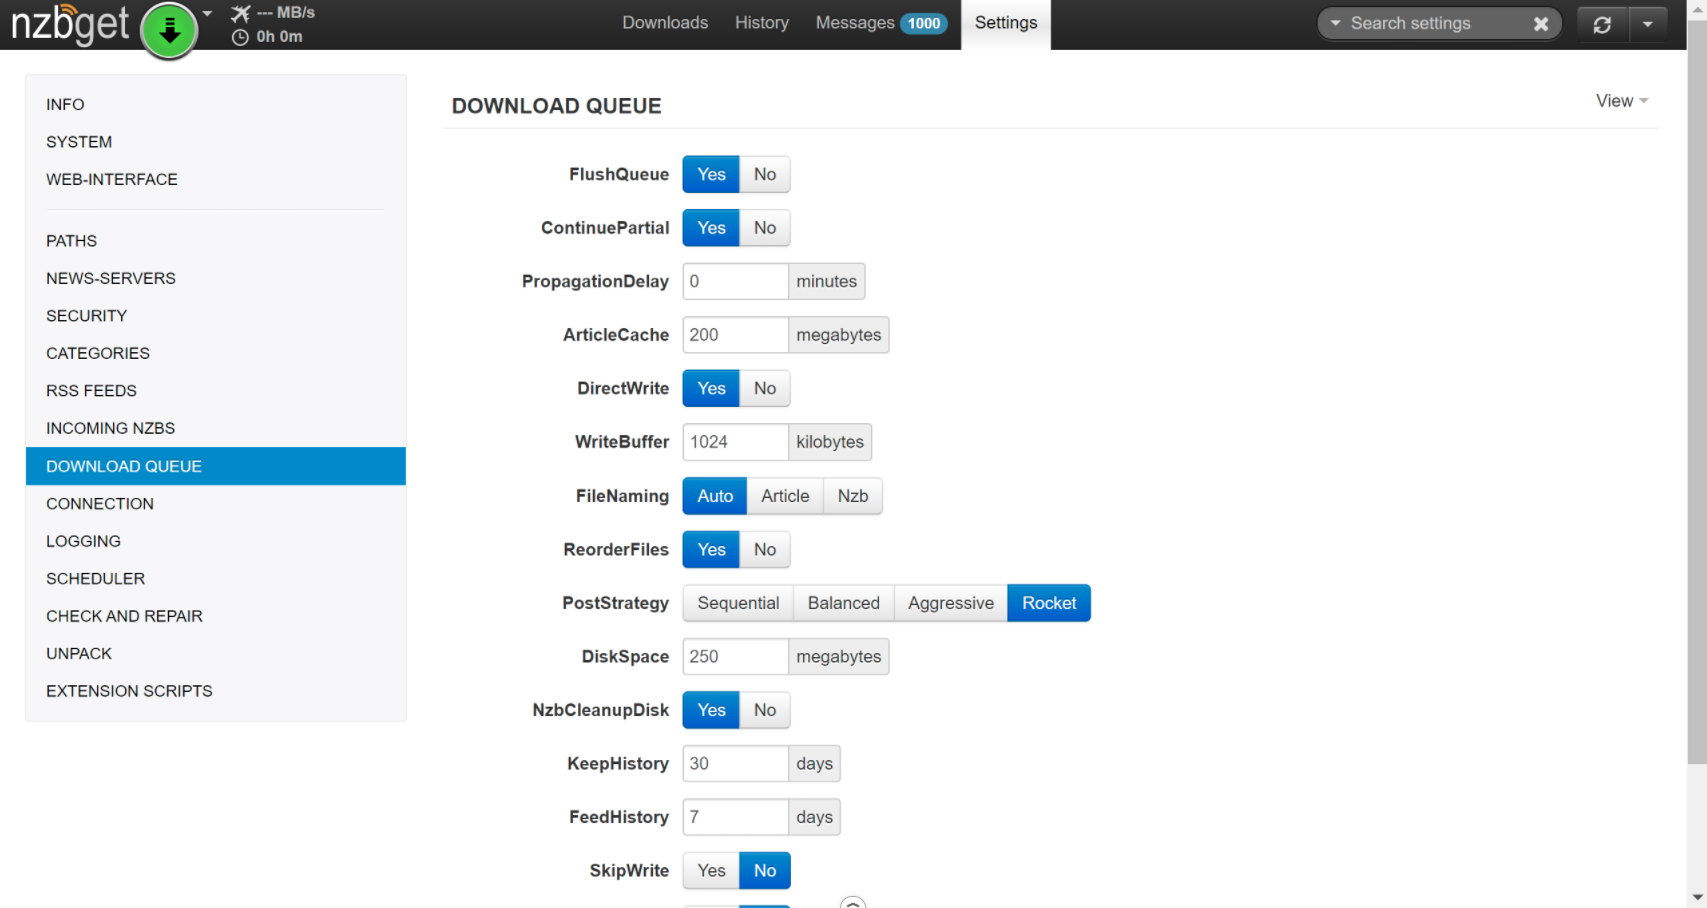 nzbget
--- MB/s
0h 0m
Downloads
History
Messages 1000
Settings
Search settings
INFO
SYSTEM
WEB-INTERFACE
PATHS
NEWS-SERVERS
SECURITY
CATEGORIES
RSS FEEDS
INCOMING NZBS
DOWNLOAD QUEUE
CONNECTION
LOGGING
SCHEDULER
CHECK AND REPAIR
UNPACK
EXTENSION SCRIPTS
DOWNLOAD QUEUE
View
FlushQueue Yes No
ContinuePartial Yes No
PropagationDelay 0 minutes
ArticleCache 200 megabytes
DirectWrite Yes No
WriteBuffer 1024 kilobytes
FileNaming Auto Article Nzb
ReorderFiles Yes No
PostStrategy Sequential Balanced Aggressive Rocket
DiskSpace 250 megabytes
NzbCleanupDisk Yes No
KeepHistory 30 days
FeedHistory 7 days
SkipWrite Yes No